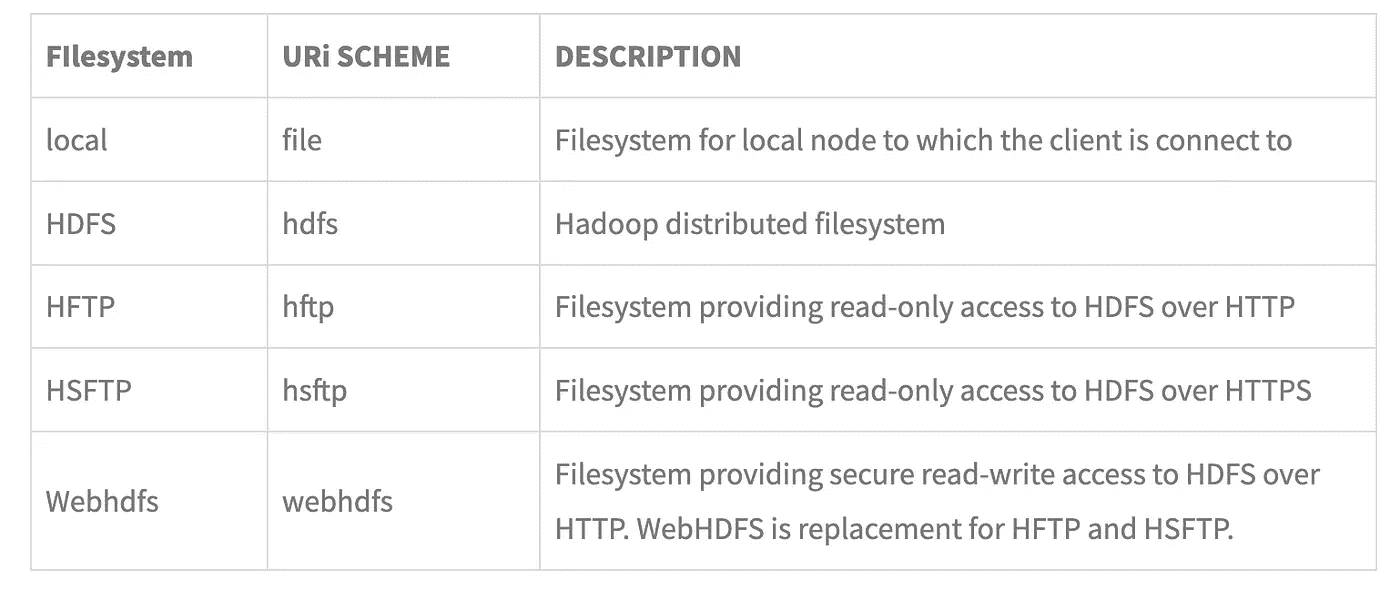 FIlesystem URi SCHEME DESCRIPTION
local file Filesystem for local node to which the client is connect to
HDFS hdfs Hadoop distributed filesystem
HFTP hftp Filesystem providing read-only access to HDFS over HTTP
HSFTP hsftp Filesystem providing read-only access to HDFS over HTTPS
Webhdfs webhdfs Filesystem providing secure read-write access to HDFS over
HTTP. WebHDFS is replacement for HFTP and HSFTP.